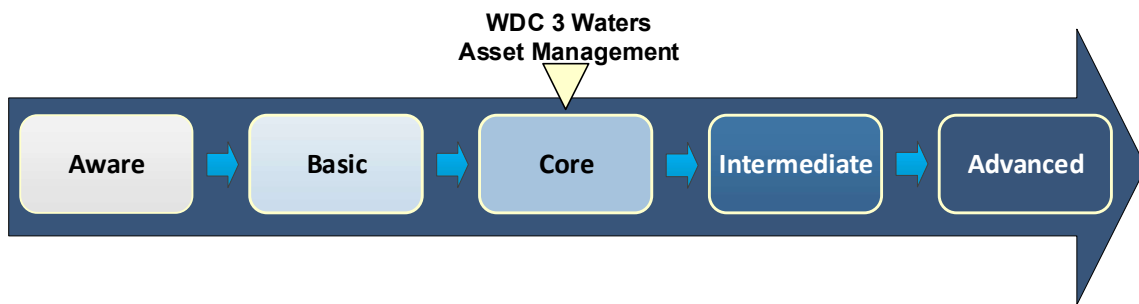 WDC 3 Waters
Asset Management
Aware
Basic
Core
Intermediate
Advanced